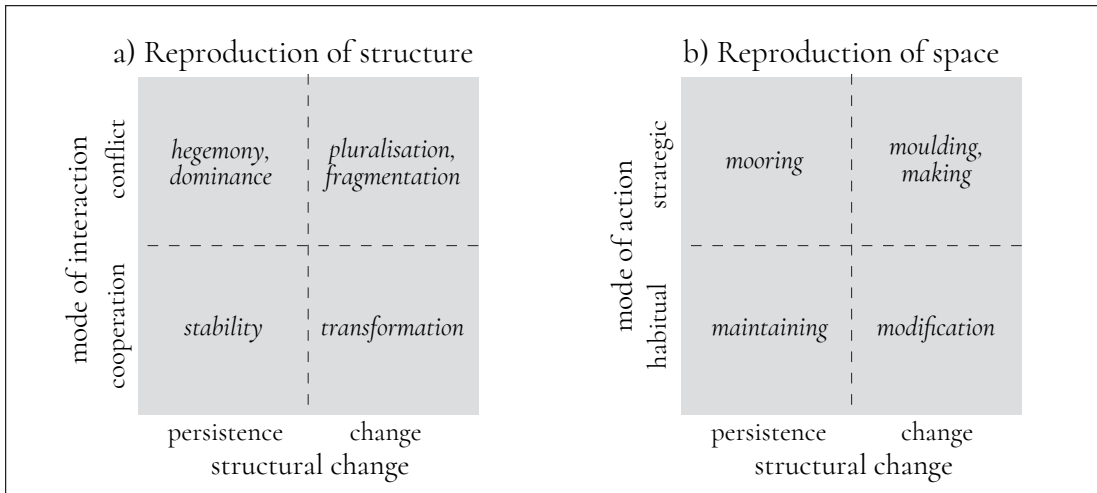 a) Reproduction of structure
mode of interaction
conflict
cooperation
hegemony,
dominance
pluralisation,
fragmentation
stability
transformation
persistence
change
structural change
b) Reproduction of space
mode of action
strategic
habitual
mooring
moulding,
making
maintaining
modification
persistence
change
structural change